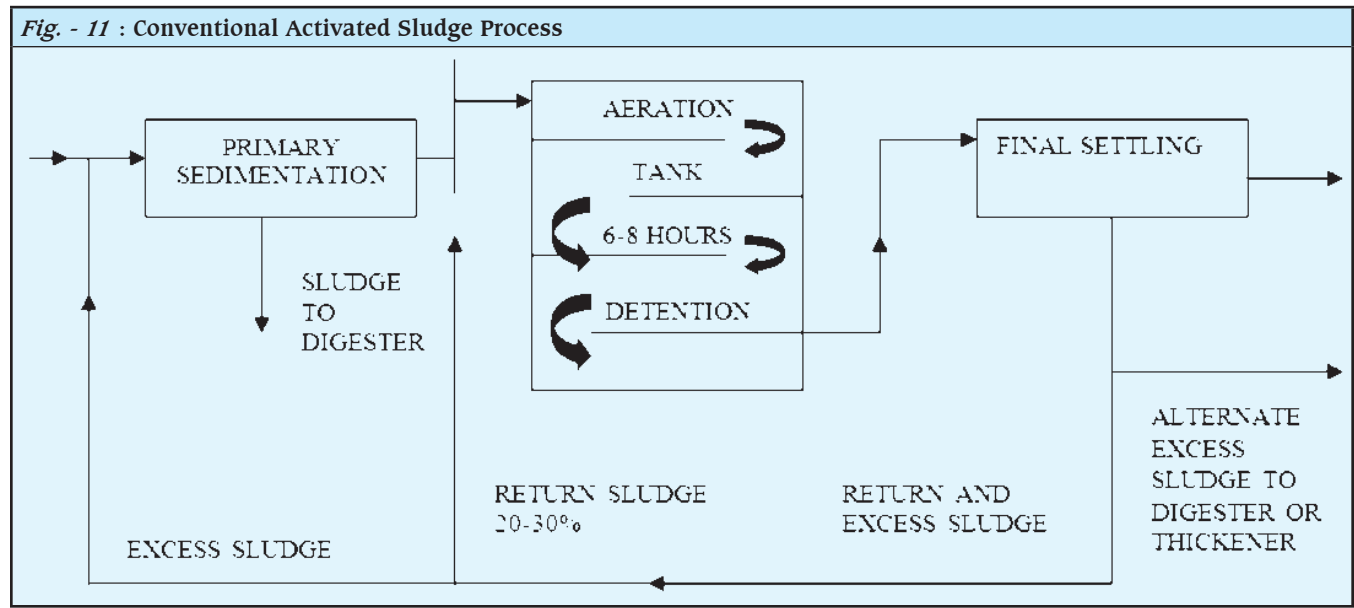 Fig. - 11 : Conventional Activated Sludge Process
PRIMARY
SEDIMENTATION
SLUDGE
TO
DIGESTER
AERATION
TANK
6-8 HOURS
DETENTION
FINAL SETTLING
ALTERNATE
EXCESS
SLUDGE TO
DIGESTER OR
THICKENER
RETURN SLUDGE
20-30%
RETURN AND
EXCESS SLUDGE
EXCESS SLUDGE